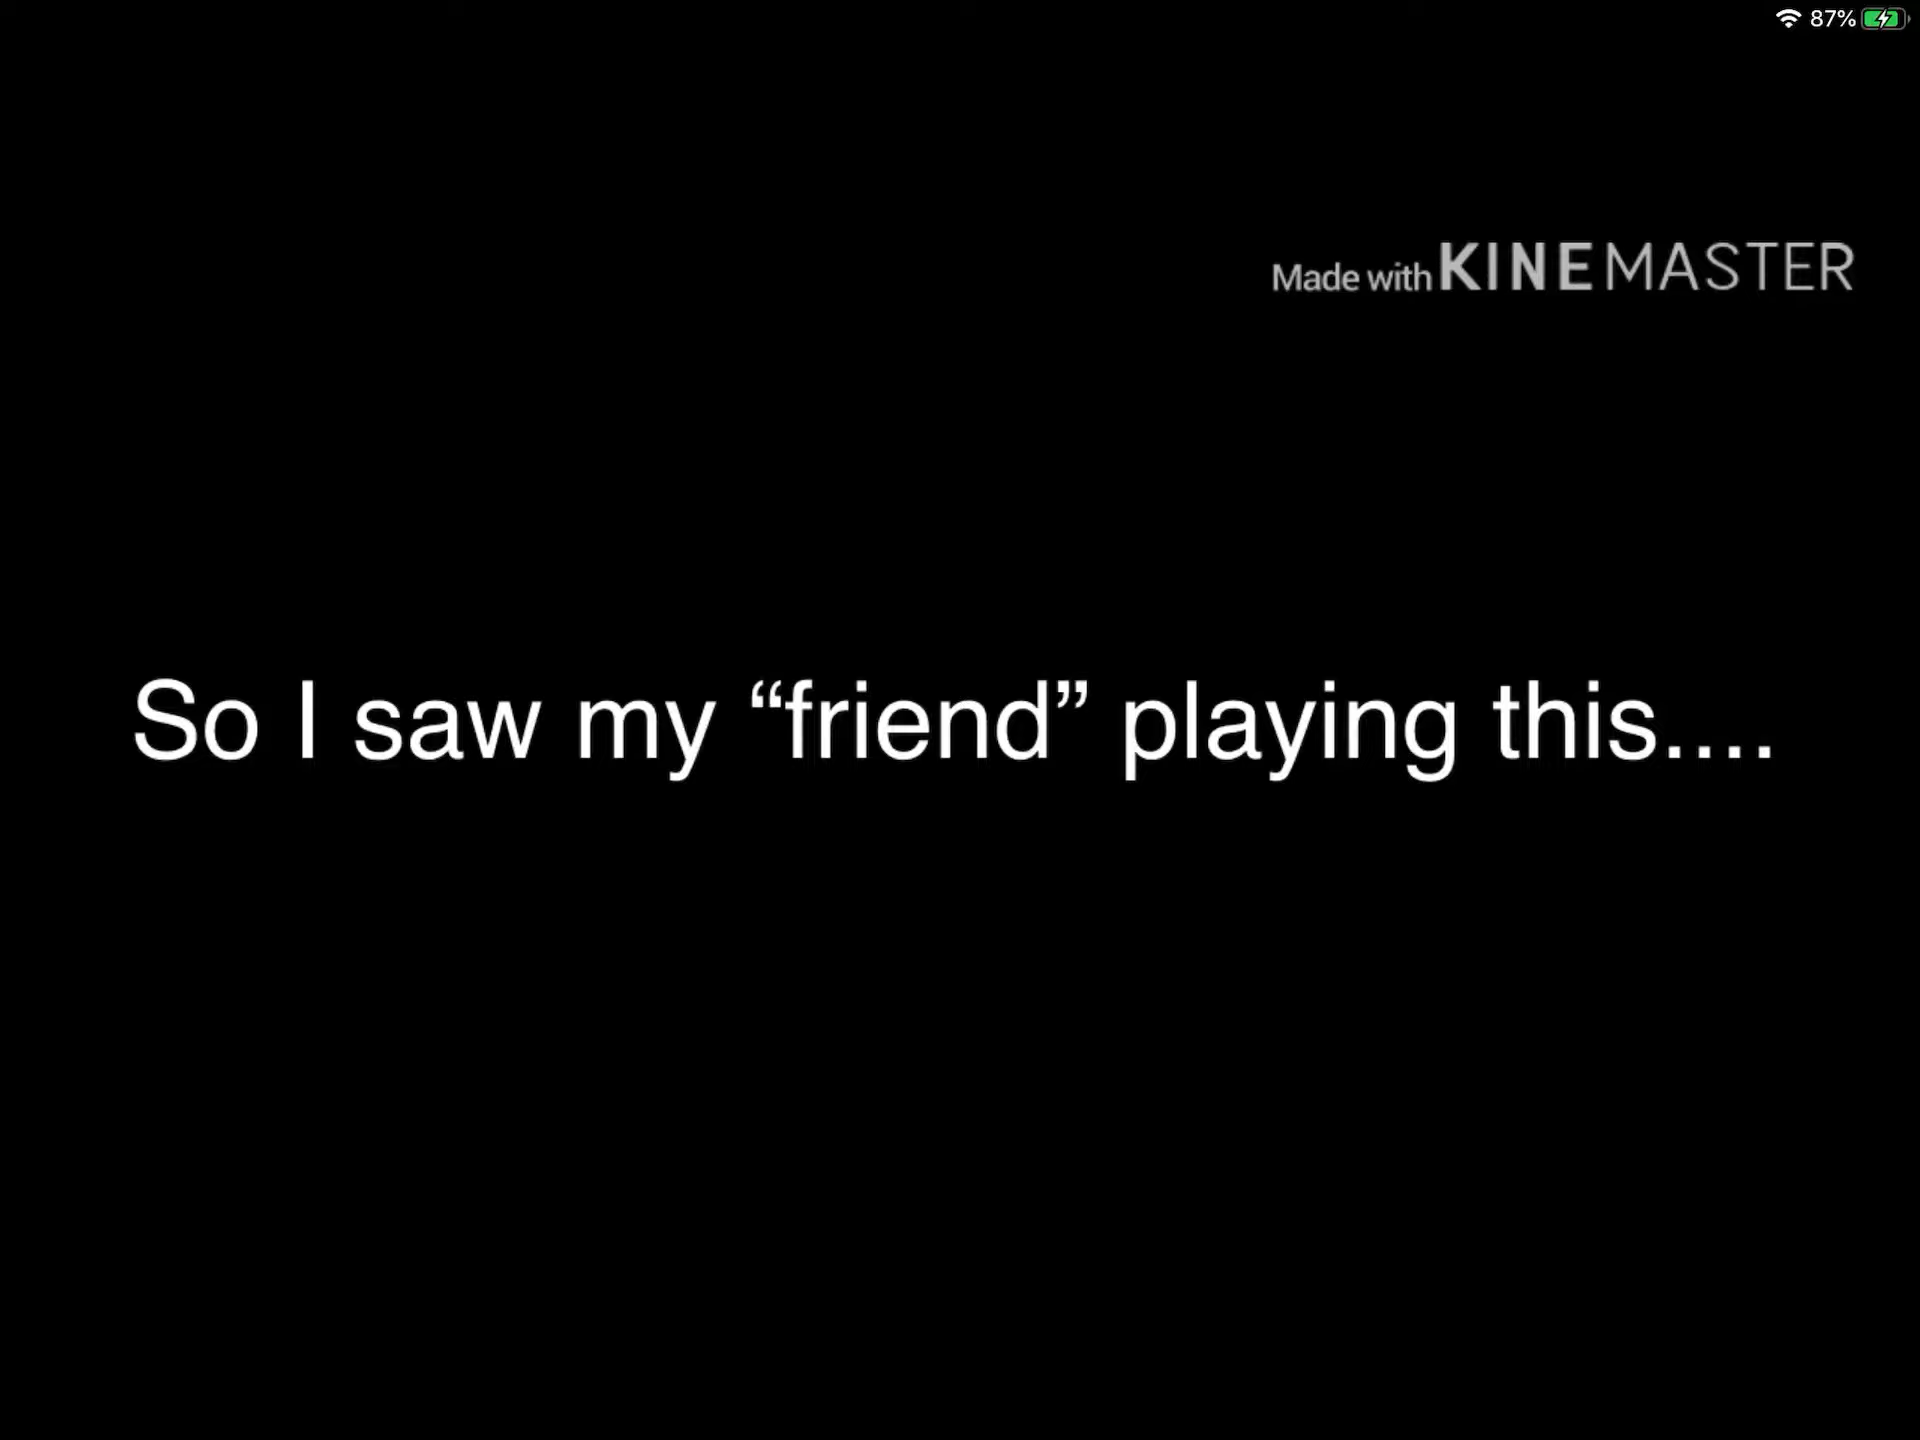 87%
Made with KINEMASTER
So I saw my “friend” playing this....